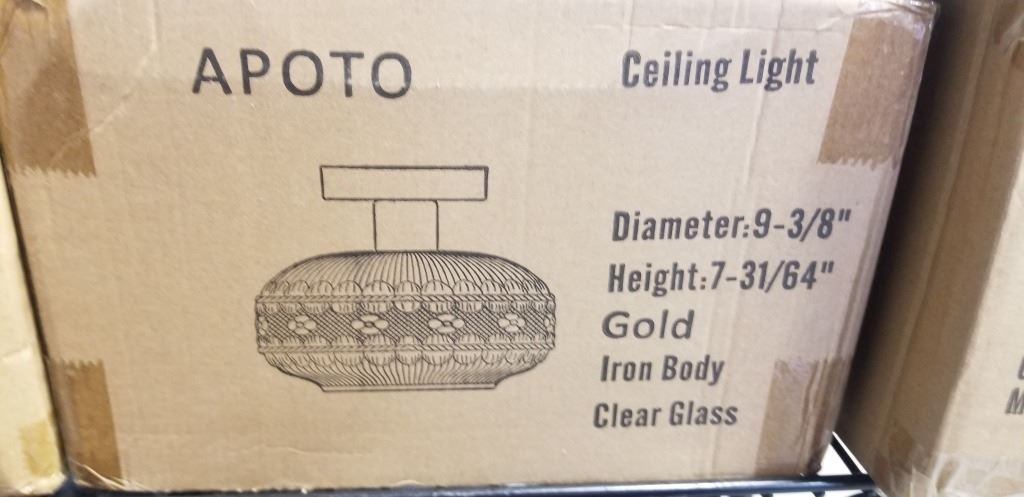 APOTO
Ceiling Light
Diameter:9-3/8"
Height:7-31/64"
Gold
Iron Body
Clear Glass